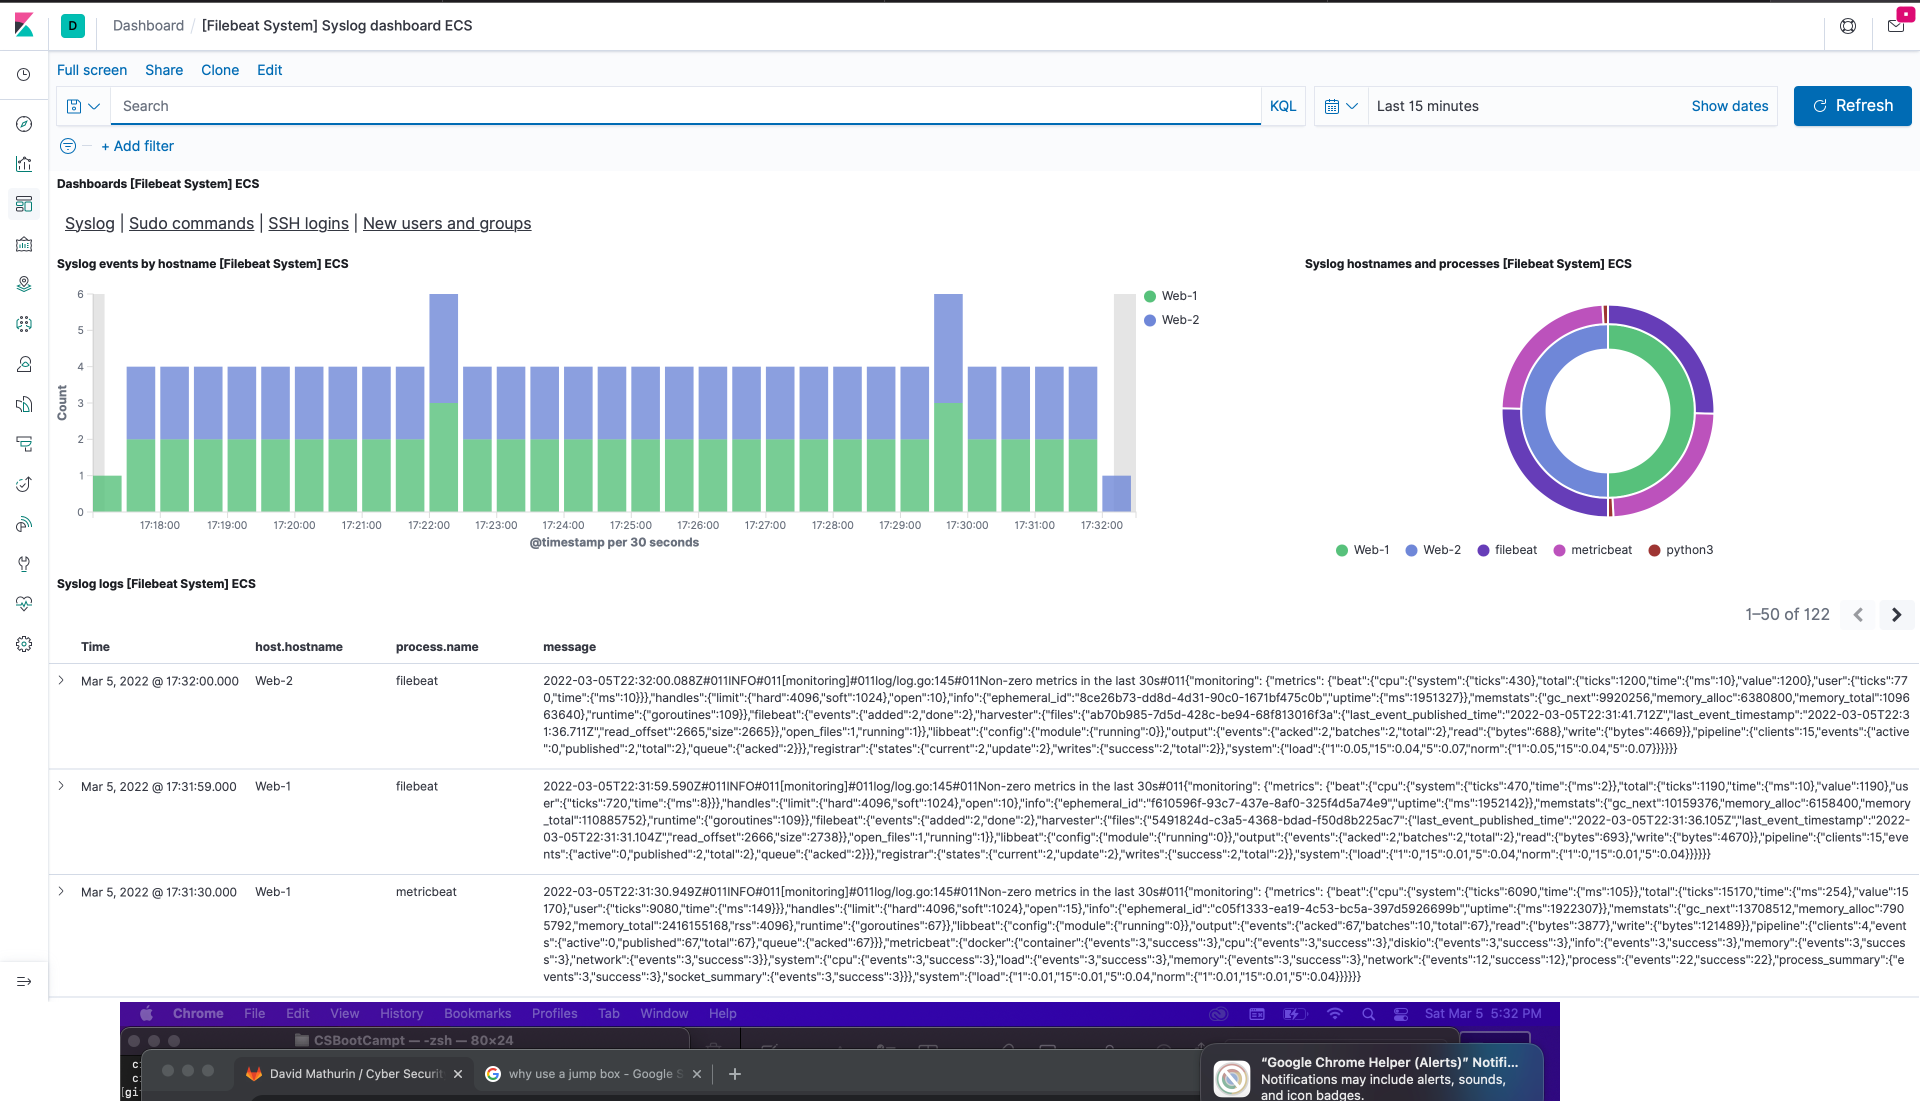 D Dashboard / [Filebeat System] Syslog dashboard ECS
Full screen Share Clone Edit
Search KQL Last 15 minutes Show dates Refresh
+ Add filter
Dashboards [Filebeat System] ECS
Syslog | Sudo commands | SSH logins | New users and groups
Syslog events by hostname [Filebeat System] ECS
6
5
4
3
2
1
0
Count
17:18:00 17:19:00 17:20:00 17:21:00 17:22:00 17:23:00 17:24:00 17:25:00 17:26:00 17:27:00 17:28:00 17:29:00 17:30:00 17:31:00 17:32:00
@timestamp per 30 seconds
Web-1
Web-2
Syslog hostnames and processes [Filebeat System] ECS
Web-1 Web-2 filebeat metricbeat python3
Syslog logs [Filebeat System] ECS
1–50 of 122
Time host.hostname process.name message
Mar 5, 2022 @ 17:32:00.000 Web-2 filebeat 2022-03-05T22:32:00.088Z#011INFO#011[monitoring]#011log/log.go:145#011Non-zero metrics in the last 30s#011{"monitoring": {"metrics": {"beat":{"cpu":{"system":{"ticks":430},"total":{"ticks":1200,"time":{"ms":10},"value":1200},"user":{"ticks":77
0,"time":{"ms":10}}},"handles":{"limit":{"hard":4096,"soft":1024},"open":10},"info":{"ephemeral_id":"8ce26b73-dd8d-4d31-90c0-1671bf475c0b","uptime":{"ms":1951327}},"memstats":{"gc_next":9920256,"memory_alloc":6380800,"memory_total":1096
63640},"runtime":{"goroutines":109}},"filebeat":{"events":{"added":2,"done":2},"harvester":{"files":{"ab70b985-7d5d-428c-be94-68f813016f3a":{"last_event_published_time":"2022-03-05T22:31:41.712Z","last_event_timestamp":"2022-03-05T22:3
1:36.711Z","read_offset":2665,"size":2665}},"open_files":1,"running":1}},"libbeat":{"config":{"module":{"running":0}},"output":{"events":{"acked":2,"batches":2,"total":2},"read":{"bytes":688},"write":{"bytes":4669}},"pipeline":{"clients":15,"events":{"active
":0,"published":2,"total":2},"queue":{"acked":2}}},"registrar":{"states":{"current":2,"update":2},"writes":{"success":2,"total":2}},"system":{"load":{"1":0.05,"15":0.04,"5":0.07,"norm":{"1":0.05,"15":0.04,"5":0.07}}}}}}
Mar 5, 2022 @ 17:31:59.000 Web-1 filebeat 2022-03-05T22:31:59.590Z#011INFO#011[monitoring]#011log/log.go:145#011Non-zero metrics in the last 30s#011{"monitoring": {"metrics": {"beat":{"cpu":{"system":{"ticks":470,"time":{"ms":2}},"total":{"ticks":1190,"time":{"ms":10},"value":1190},"us
er":{"ticks":720,"time":{"ms":8}}},"handles":{"limit":{"hard":4096,"soft":1024},"open":10},"info":{"ephemeral_id":"f610596f-93c7-437e-8af0-325f4d5a74e9","uptime":{"ms":1952142}},"memstats":{"gc_next":10159376,"memory_alloc":6158400,"memory
_total":110885752},"runtime":{"goroutines":109}},"filebeat":{"events":{"added":2,"done":2},"harvester":{"files":{"5491824d-c3a5-4368-bdad-f50d8b225ac7":{"last_event_published_time":"2022-03-05T22:31:36.105Z","last_event_timestamp":"2022-
03-05T22:31:31.104Z","read_offset":2666,"size":2738}},"open_files":1,"running":1}},"libbeat":{"config":{"module":{"running":0}},"output":{"events":{"acked":2,"batches":2,"total":2},"read":{"bytes":693},"write":{"bytes":4670}},"pipeline":{"clients":15,"eve
nts":{"active":0,"published":2,"total":2},"queue":{"acked":2}}},"registrar":{"states":{"current":2,"update":2},"writes":{"success":2,"total":2}},"system":{"load":{"1":0,"15":0.01,"5":0.04,"norm":{"1":0,"15":0.01,"5":0.04}}}}}}
Mar 5, 2022 @ 17:31:30.000 Web-1 metricbeat 2022-03-05T22:31:30.949Z#011INFO#011[monitoring]#011log/log.go:145#011Non-zero metrics in the last 30s#011{"monitoring": {"metrics": {"beat":{"cpu":{"system":{"ticks":6090,"time":{"ms":105}},"total":{"ticks":15170,"time":{"ms":254},"value":15
170},"user":{"ticks":9080,"time":{"ms":149}}},"handles":{"limit":{"hard":4096,"soft":1024},"open":15},"info":{"ephemeral_id":"c05f1333-ea19-4c53-bc5a-397d5926699b","uptime":{"ms":1922307}},"memstats":{"gc_next":13708512,"memory_alloc":790
5792,"memory_total":2416155168,"rss":4096},"runtime":{"goroutines":67}},"libbeat":{"config":{"module":{"running":0}},"output":{"events":{"acked":67,"batches":10,"total":67},"read":{"bytes":3877},"write":{"bytes":121489}},"pipeline":{"clients":4,"event
s":{"active":0,"published":67,"total":67},"queue":{"acked":67}}},"metricbeat":{"docker":{"container":{"events":3,"success":3},"cpu":{"events":3,"success":3},"diskio":{"events":3,"success":3},"info":{"events":3,"success":3},"memory":{"events":3,"succes
s":3},"network":{"events":3,"success":3}},"system":{"cpu":{"events":3,"success":3},"load":{"events":3,"success":3},"memory":{"events":3,"success":3},"network":{"events":12,"success":12},"process":{"events":22,"success":22},"process_summary":{"e
vents":3,"success":3},"socket_summary":{"events":3,"success":3}}},"system":{"load":{"1":0.01,"15":0.01,"5":0.04,"norm":{"1":0.01,"15":0.01,"5":0.04}}}}}}
Chrome File Edit View History Bookmarks Profiles Tab Window Help Sat Mar 5 5:32 PM
CSBootCampt — -zsh — 80×24
David Mathurin / Cyber Securit why use a jump box - Google S
"Google Chrome Helper (Alerts)" Notifi...
Notifications may include alerts, sounds,
and icon badges.
[gi